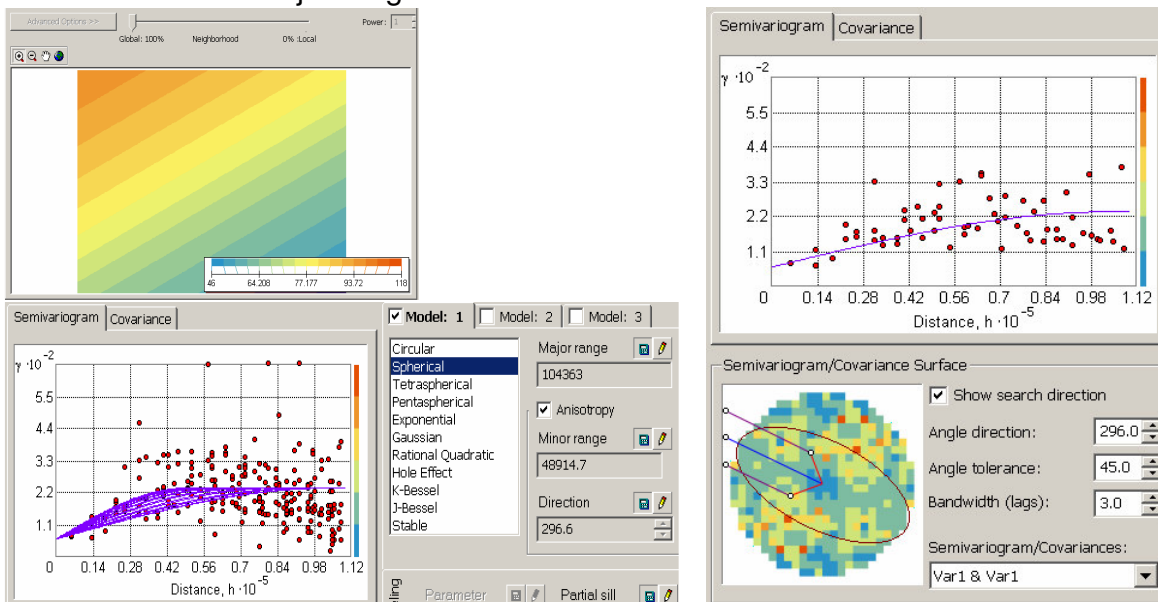 Advanced Options >>
Power: 1
Global: 100% Neighborhood 0% :Local
46 64.208 77.177 93.72 118
Semivariogram Covariance
γ ·10⁻²
5.5
4.4
3.3
2.2
1.1
0 0.14 0.28 0.42 0.56 0.7 0.84 0.98 1.12
Distance, h ·10⁻⁵
Model: 1 Model: 2 Model: 3
Circular
Spherical
Tetraspherical
Pentaspherical
Exponential
Gaussian
Rational Quadratic
Hole Effect
K-Bessel
J-Bessel
Stable
Major range
104363
Anisotropy
Minor range
48914.7
Direction
296.6
Parameter Partial sill
Semivariogram Covariance
γ ·10⁻²
5.5
4.4
3.3
2.2
1.1
0 0.14 0.28 0.42 0.56 0.7 0.84 0.98 1.12
Distance, h ·10⁻⁵
Semivariogram/Covariance Surface
Show search direction
Angle direction: 296.0
Angle tolerance: 45.0
Bandwidth (lags): 3.0
Semivariogram/Covariances:
Var1 & Var1